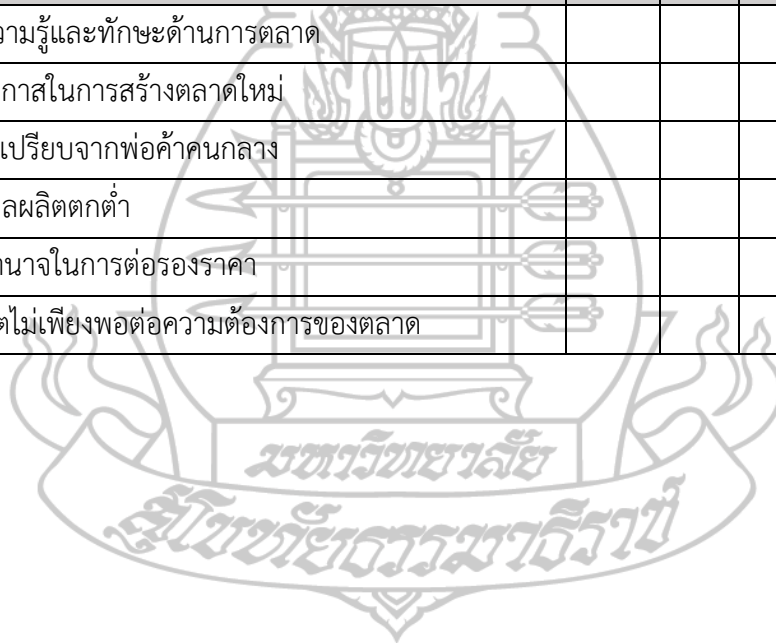 วามรู้และทักษะด้านการตลาด
กาสในการสร้างตลาดใหม่
เปรียบจากพ่อค้าคนกลาง
ลผลิตตกต่ำ
นาจในการต่อรองราคา
ตไม่เพียงพอต่อความต้องการของตลาด
มหาวิทยาลัย
สุโขทัยธรรมาธิราช